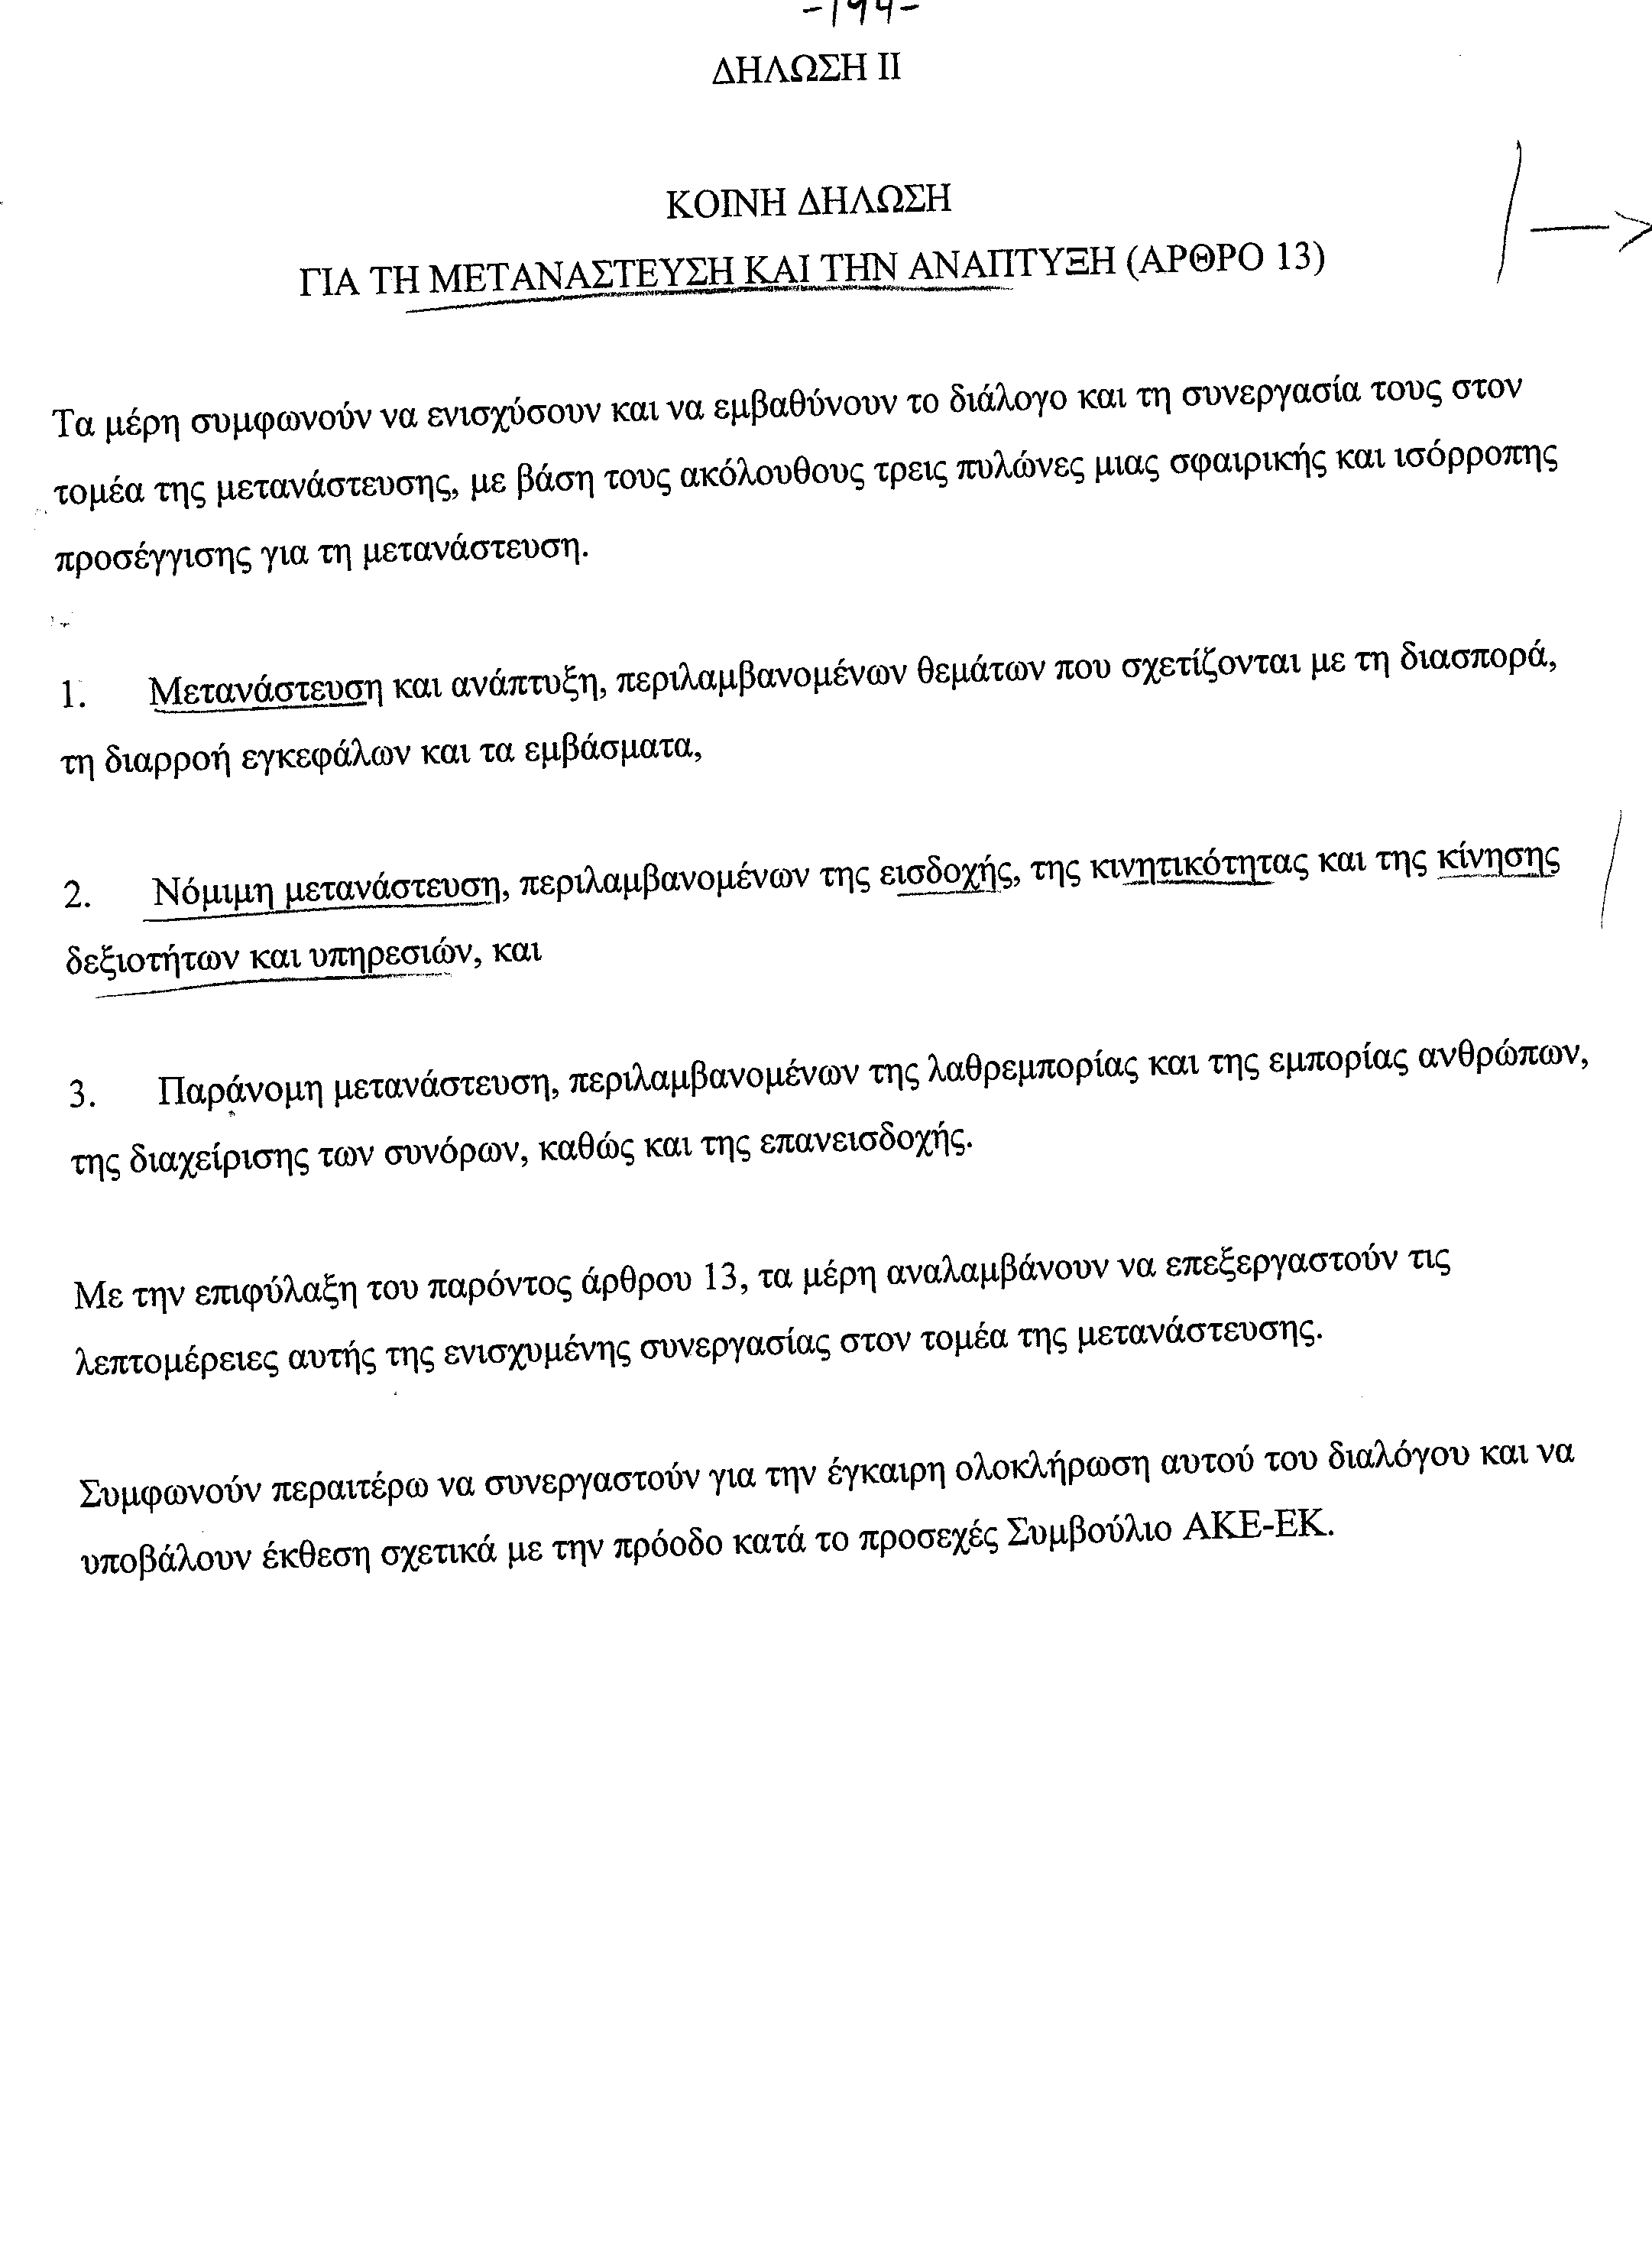 -194-
ΔΗΛΩΣΗ ΙΙ
ΚΟΙΝΗ ΔΗΛΩΣΗ
ΓΙΑ ΤΗ ΜΕΤΑΝΑΣΤΕΥΣΗ ΚΑΙ ΤΗΝ ΑΝΑΠΤΥΞΗ (ΑΡΘΡΟ 13)
Τα μέρη συμφωνούν να ενισχύσουν και να εμβαθύνουν το διάλογο και τη συνεργασία τους στον
τομέα της μετανάστευσης, με βάση τους ακόλουθους τρεις πυλώνες μιας σφαιρικής και ισόρροπης
προσέγγισης για τη μετανάστευση.
1. Μετανάστευση και ανάπτυξη, περιλαμβανομένων θεμάτων που σχετίζονται με τη διασπορά,
τη διαρροή εγκεφάλων και τα εμβάσματα,
2. Νόμιμη μετανάστευση, περιλαμβανομένων της εισδοχής, της κινητικότητας και της κίνησης
δεξιοτήτων και υπηρεσιών, και
3. Παράνομη μετανάστευση, περιλαμβανομένων της λαθρεμπορίας και της εμπορίας ανθρώπων,
της διαχείρισης των συνόρων, καθώς και της επανεισδοχής.
Με την επιφύλαξη του παρόντος άρθρου 13, τα μέρη αναλαμβάνουν να επεξεργαστούν τις
λεπτομέρειες αυτής της ενισχυμένης συνεργασίας στον τομέα της μετανάστευσης.
Συμφωνούν περαιτέρω να συνεργαστούν για την έγκαιρη ολοκλήρωση αυτού του διαλόγου και να
υποβάλουν έκθεση σχετικά με την πρόοδο κατά το προσεχές Συμβούλιο ΑΚΕ-ΕΚ.